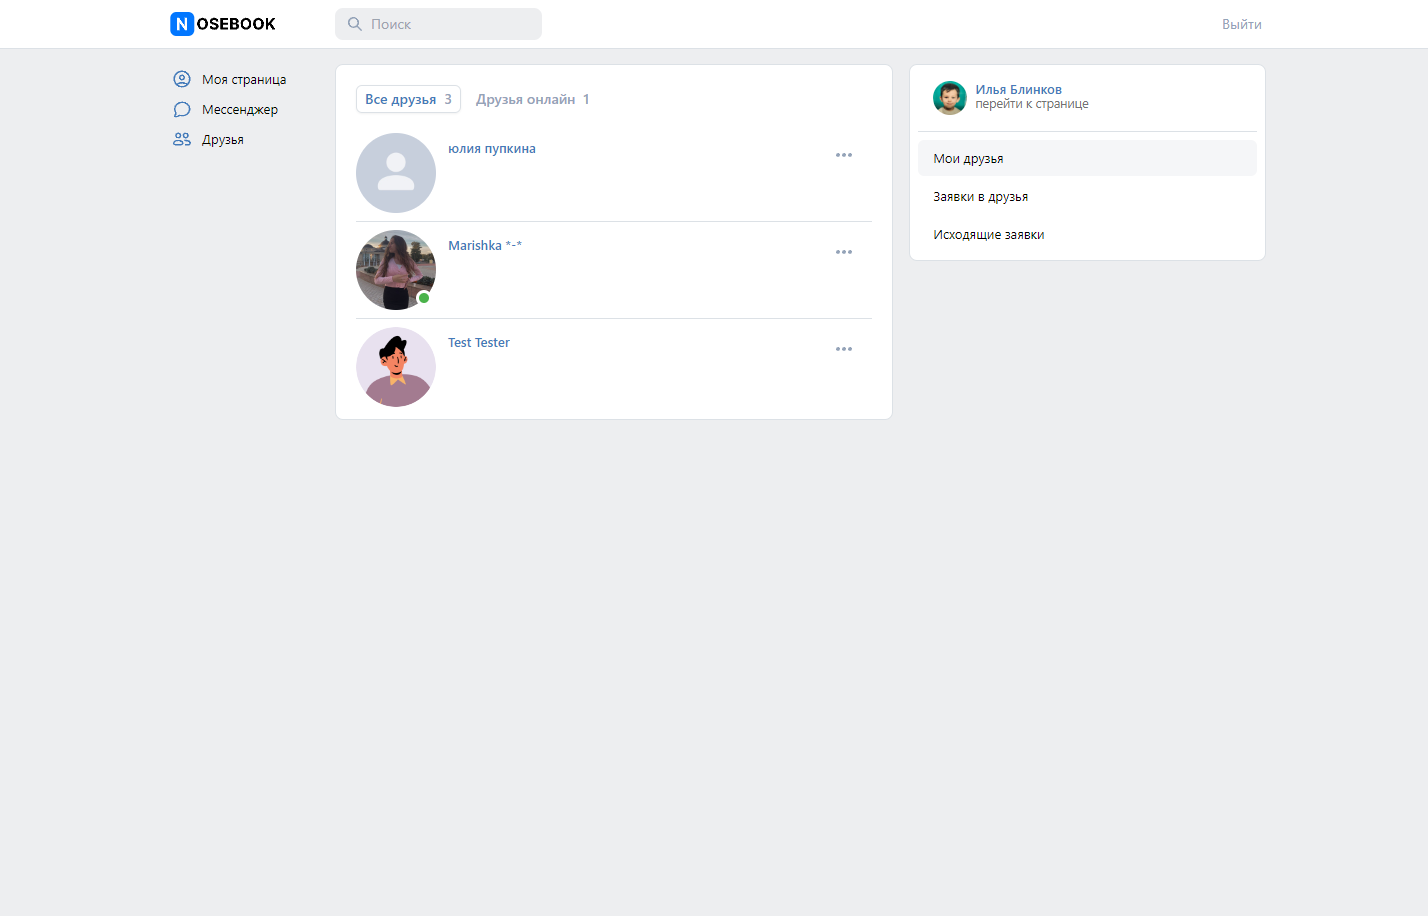 NOSEBOOK
Поиск
Выйти
Моя страница
Мессенджер
Друзья
Все друзья 3
Друзья онлайн 1
юлия пупкина
Marishka *-*
Test Tester
Илья Блинков
перейти к странице
Мои друзья
Заявки в друзья
Исходящие заявки